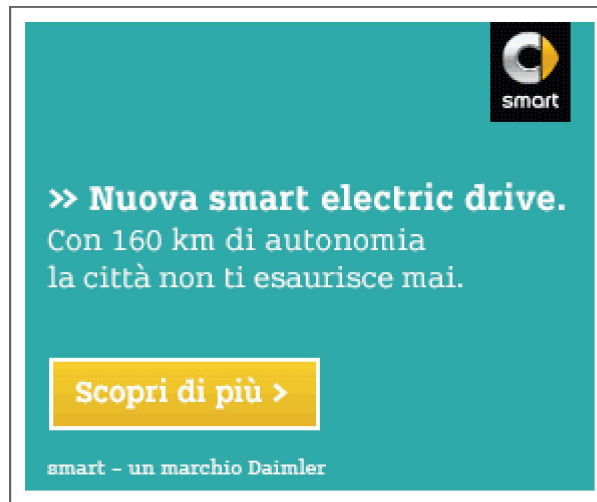 smart
>> Nuova smart electric drive.
Con 160 km di autonomia
la città non ti esaurisce mai.
Scopri di più >
smart – un marchio Daimler